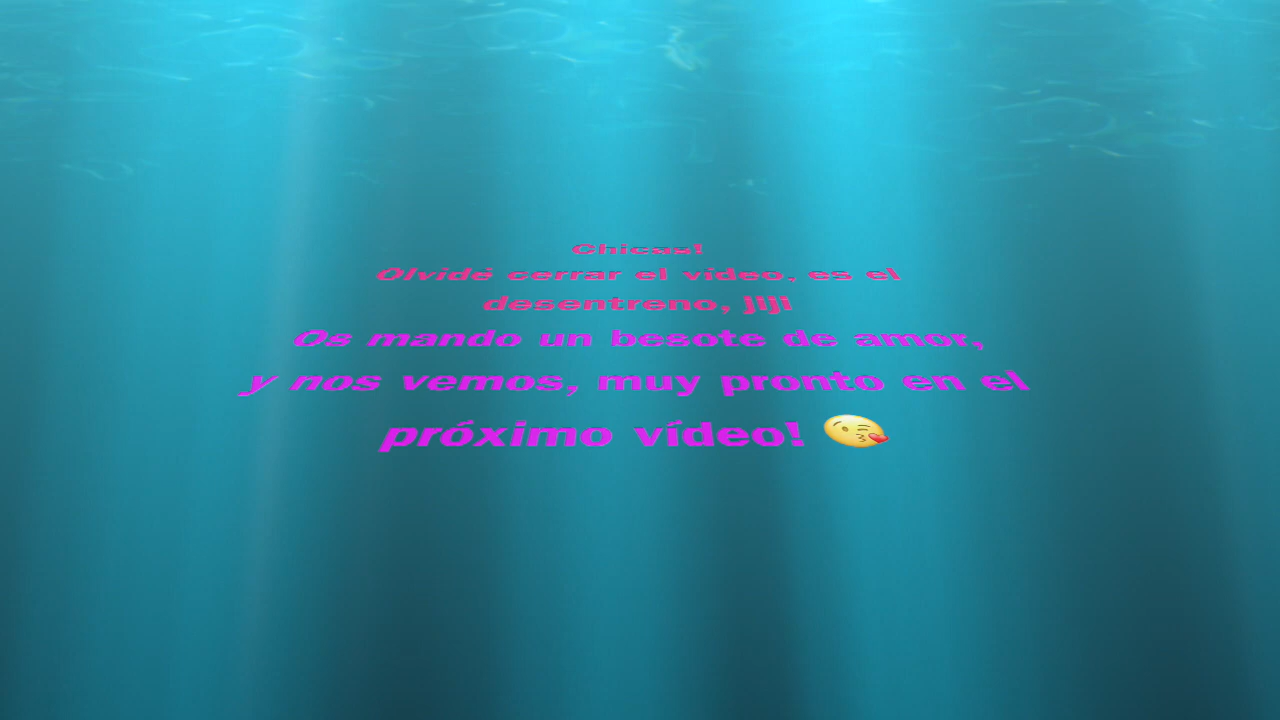 Chicas!
Olvidé cerrar el vídeo, es el
desentreno, jiji
Os mando un besote de amor,
y nos vemos, muy pronto en el
próximo vídeo! 😘